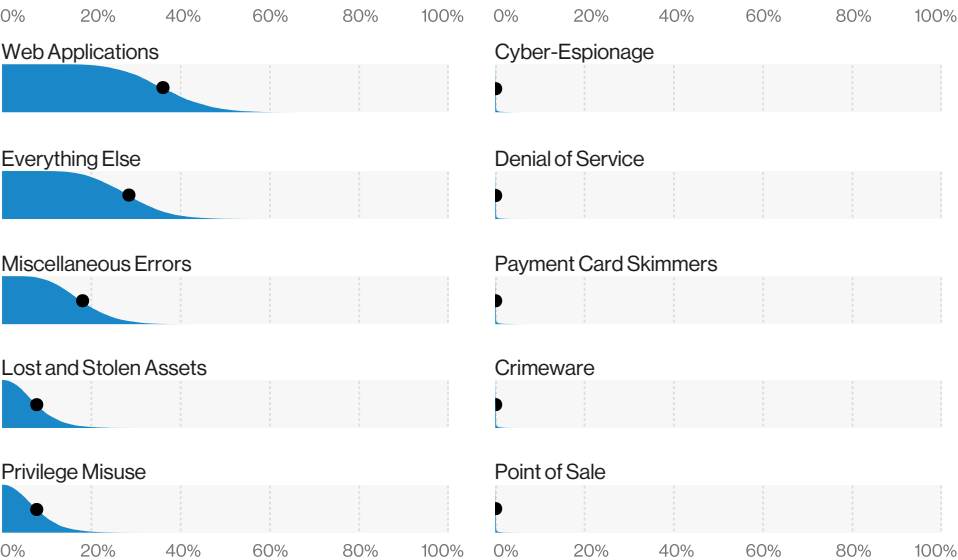 0% 20% 40% 60% 80% 100% 0% 20% 40% 60% 80% 100%
Web Applications
Cyber-Espionage
Everything Else
Denial of Service
Miscellaneous Errors
Payment Card Skimmers
Lost and Stolen Assets
Crimeware
Privilege Misuse
Point of Sale
0% 20% 40% 60% 80% 100% 0% 20% 40% 60% 80% 100%